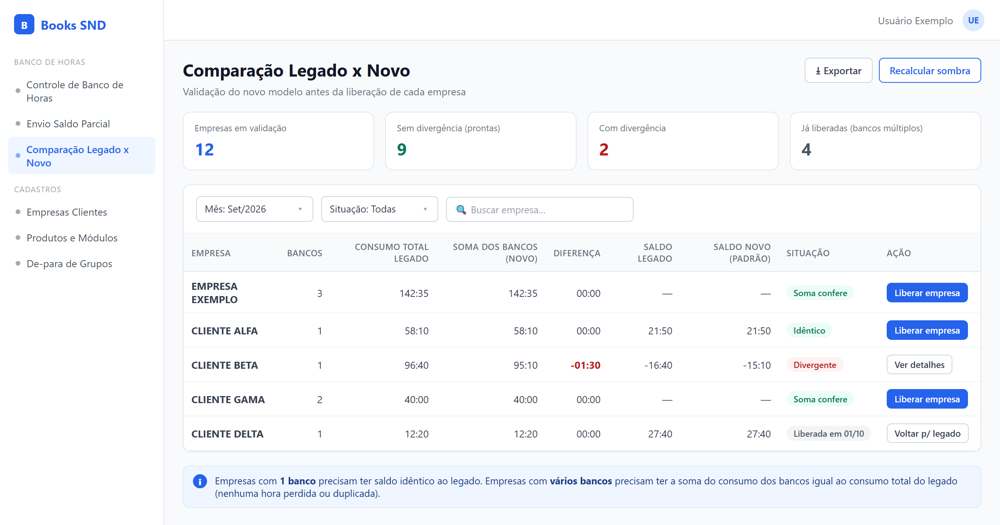 B Books SND
Usuário Exemplo UE
BANCO DE HORAS
Controle de Banco de
Horas
Envio Saldo Parcial
Comparação Legado x
Novo
CADASTROS
Empresas Clientes
Produtos e Módulos
De-para de Grupos
Comparação Legado x Novo
Validação do novo modelo antes da liberação de cada empresa
⤓ Exportar Recalcular sombra
Empresas em validação
12
Sem divergência (prontas)
9
Com divergência
2
Já liberadas (bancos múltiplos)
4
Mês: Set/2026 ▾ Situação: Todas ▾ 🔍 Buscar empresa...
EMPRESA BANCOS CONSUMO TOTAL LEGADO SOMA DOS BANCOS (NOVO) DIFERENÇA SALDO LEGADO SALDO NOVO (PADRÃO) SITUAÇÃO AÇÃO
EMPRESA EXEMPLO 3 142:35 142:35 00:00 — — Soma confere Liberar empresa
CLIENTE ALFA 1 58:10 58:10 00:00 21:50 21:50 Idêntico Liberar empresa
CLIENTE BETA 1 96:40 95:10 -01:30 -16:40 -15:10 Divergente Ver detalhes
CLIENTE GAMA 2 40:00 40:00 00:00 — — Soma confere Liberar empresa
CLIENTE DELTA 1 12:20 12:20 00:00 27:40 27:40 Liberada em 01/10 Voltar p/ legado
i Empresas com 1 banco precisam ter saldo idêntico ao legado. Empresas com vários bancos precisam ter a soma do consumo dos bancos igual ao consumo total do legado
(nenhuma hora perdida ou duplicada).